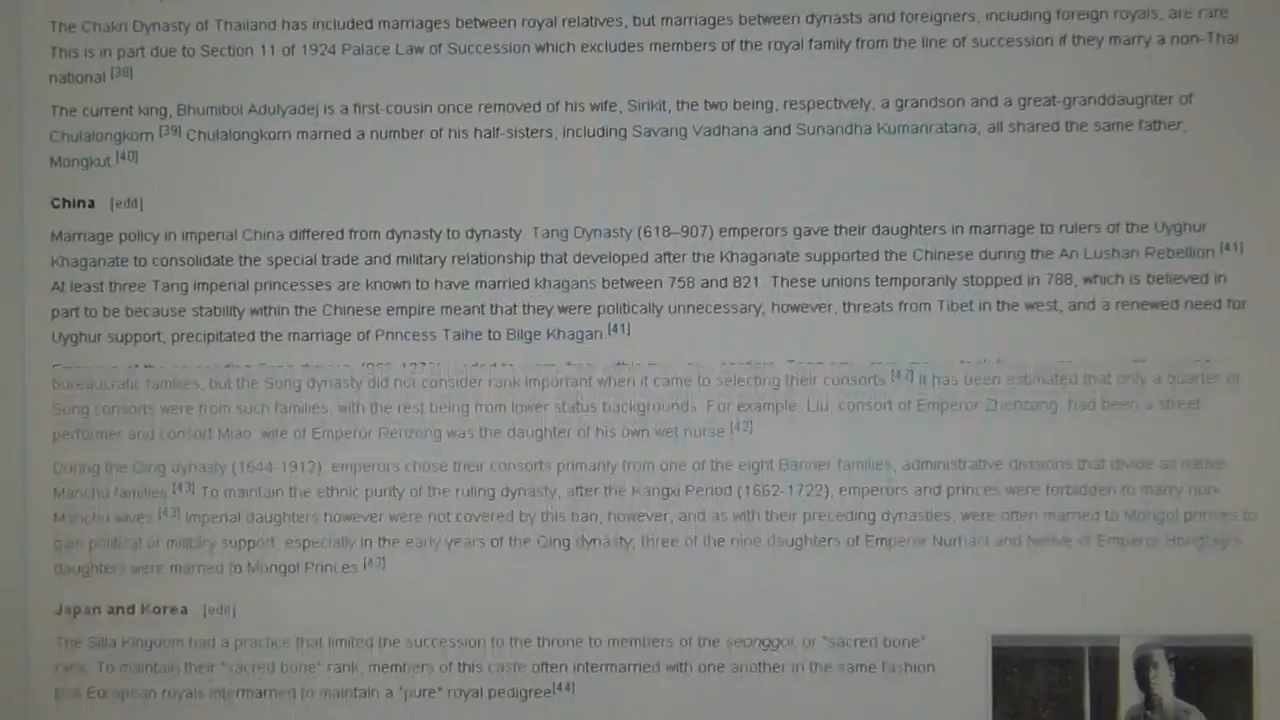 The Chakri Dynasty of Thailand has included marriages between royal relatives, but marriages between dynasts and foreigners, including foreign royals, are rare
This is in part due to Section 11 of 1924 Palace Law of Succession which excludes members of the royal family from the line of succession if they marry a non-Thai
national [38]
The current king, Bhumibol Adulyadej is a first-cousin once removed of his wife, Sirikit, the two being, respectively, a grandson and a great-granddaughter of
Chulalongkorn [39] Chulalongkorn married a number of his half-sisters, including Savang Vadhana and Sunandha Kumariratana, all shared the same father,
Mongkut [40]
China [edit]
Marriage policy in imperial China differed from dynasty to dynasty Tang Dynasty (618–907) emperors gave their daughters in marriage to rulers of the Uyghur
Khaganate to consolidate the special trade and military relationship that developed after the Khaganate supported the Chinese during the An Lushan Rebellion [41]
At least three Tang imperial princesses are known to have married khagans between 758 and 821 These unions temporarily stopped in 788, which is believed in
part to be because stability within the Chinese empire meant that they were politically unnecessary, however, threats from Tibet in the west, and a renewed need for
Uyghur support, precipitated the marriage of Princess Taihe to Bilge Khagan [41]
bureaucratic families, but the Song dynasty did not consider rank important when it came to selecting their consorts [42] It has been estimated that only a quarter of
Song consorts were from such families, with the rest being from lower status backgrounds For example Liu consort of Emperor Zhenzong, had been a street
performer and consort Miao wife of Emperor Renzong was the daughter of his own wet nurse [42]
During the Qing dynasty (1644-1912) emperors chose their consorts primarily from one of the eight Banner families, administrative divisions that divide all native
Manchu families [43] To maintain the ethnic purity of the ruling dynasty, after the Kangxi Period (1662-1722), emperors and princes were forbidden to marry non-
Manchu wives [43] Imperial daughters however were not covered by this ban, however, and as with their preceding dynasties, were often married to Mongol princes to
gain political or military support, especially in the early years of the Qing dynasty, three of the nine daughters of Emperor Nurhaci and twelve of Emperor Hongtaiji's
daughters were married to Mongol Princes [43]
Japan and Korea [edit]
The Silla Kingdom had a practice that limited the succession to the throne to members of the seonggol, or "sacred bone"
rank. To maintain their "sacred bone" rank, members of this caste often intermarried with one another in the same fashion
European royals intermarried to maintain a "pure" royal pedigree[44]